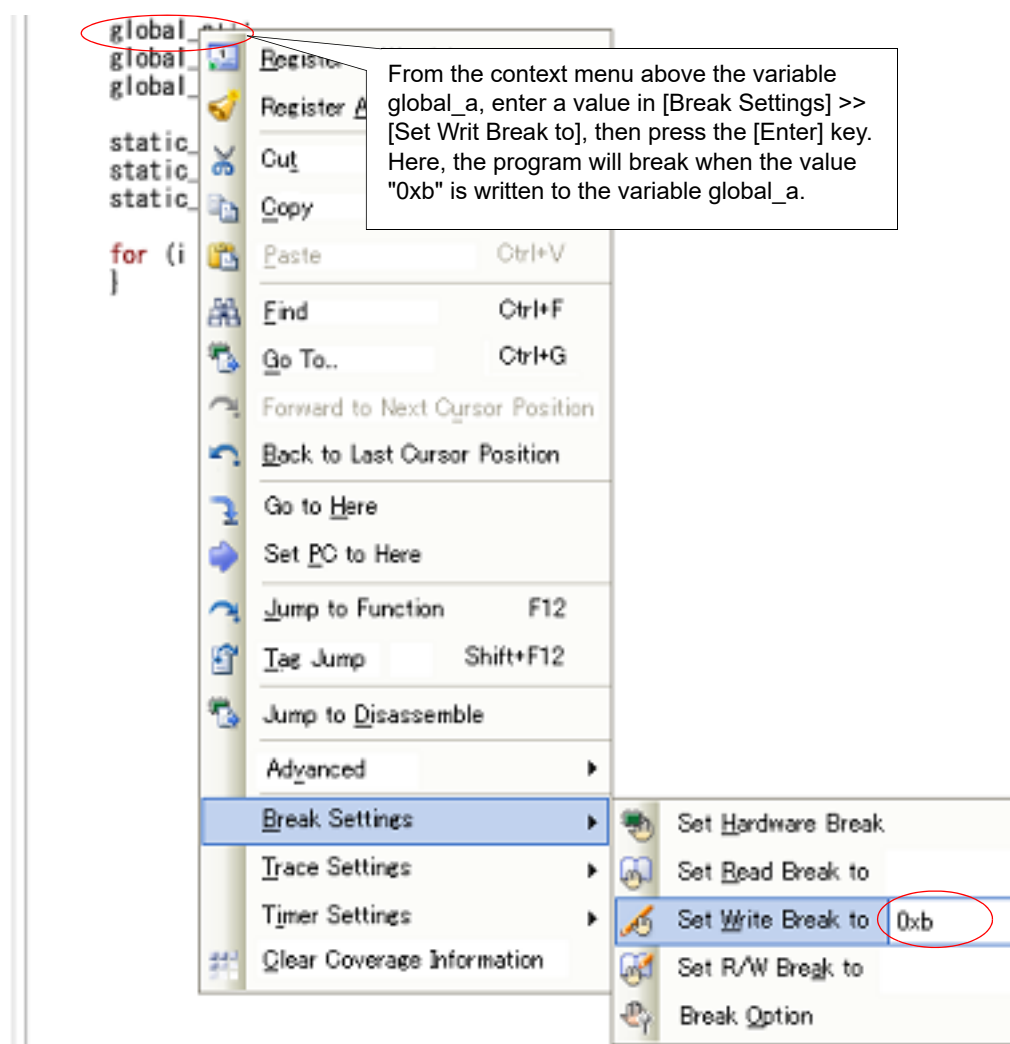 global_a++
global_
global_
static_
static_
static_
for (i
}
From the context menu above the variable
global_a, enter a value in [Break Settings] >>
[Set Writ Break to], then press the [Enter] key.
Here, the program will break when the value
"0xb" is written to the variable global_a.
Register
Register A
Cut
Copy
Paste Ctrl+V
Find Ctrl+F
Go To.. Ctrl+G
Forward to Next Cursor Position
Back to Last Cursor Position
Go to Here
Set PC to Here
Jump to Function F12
Tag Jump Shift+F12
Jump to Disassemble
Advanced
Break Settings
Trace Settings
Timer Settings
Clear Coverage Information
Set Hardware Break
Set Read Break to
Set Write Break to 0xb
Set R/W Break to
Break Option